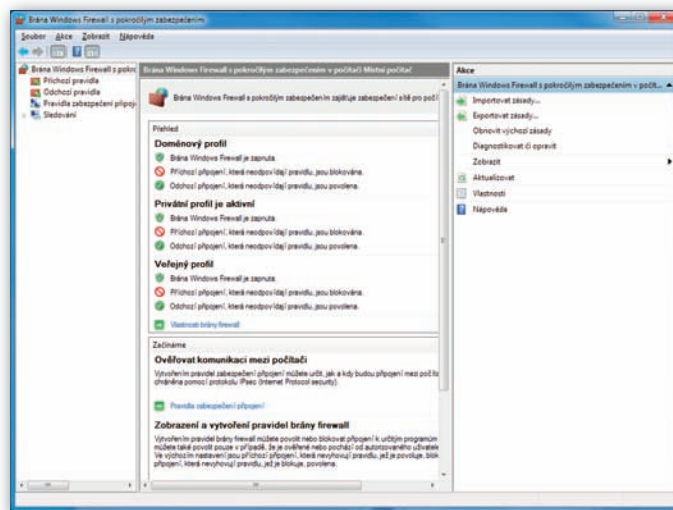 Brána Windows Firewall s pokročilým zabezpečením
Soubor Akce Zobrazit Nápověda
Brána Windows Firewall s pokroč
Příchozí pravidla
Odchozí pravidla
Pravidla zabezpečení připoj
Sledování
Brána Windows Firewall s pokročilým zabezpečením v počítači Místní počítač
Brána Windows Firewall s pokročilým zabezpečením zajišťuje zabezpečení sítě pro počí
Přehled
Doménový profil
Brána Windows Firewall je zapnuta.
Příchozí připojení, která neodpovídají pravidlu, jsou blokována.
Odchozí připojení, která neodpovídají pravidlu, jsou povolena.
Privátní profil je aktivní
Brána Windows Firewall je zapnuta.
Příchozí připojení, která neodpovídají pravidlu, jsou blokována.
Odchozí připojení, která neodpovídají pravidlu, jsou povolena.
Veřejný profil
Brána Windows Firewall je zapnuta.
Příchozí připojení, která neodpovídají pravidlu, jsou blokována.
Odchozí připojení, která neodpovídají pravidlu, jsou povolena.
Vlastnosti brány firewall
Začínáme
Ověřovat komunikaci mezi počítači
Vytvořením pravidel zabezpečení připojení můžete určit, jak a kdy budou připojení mezi počíta
chráněna pomocí protokolu IPsec (Internet Protocol security).
Pravidla zabezpečení připojení
Zobrazení a vytvoření pravidel brány firewall
Vytvořením pravidel brány firewall můžete povolit nebo blokovat připojení k určitým programům
můžete také povolit pouze v případě, že je ověřené nebo pochází od autorizovaného uživatele
Ve výchozím nastavení jsou příchozí připojení, která nevyhovují pravidlu, jež je povoluje, blok
připojení, která nevyhovují pravidlu, jež je blokuje, povolena.
Akce
Brána Windows Firewall s pokročilým zabezpečením v počít...
Importovat zásady...
Exportovat zásady...
Obnovit výchozí zásady
Diagnostikovat či opravit
Zobrazit
Aktualizovat
Vlastnosti
Nápověda